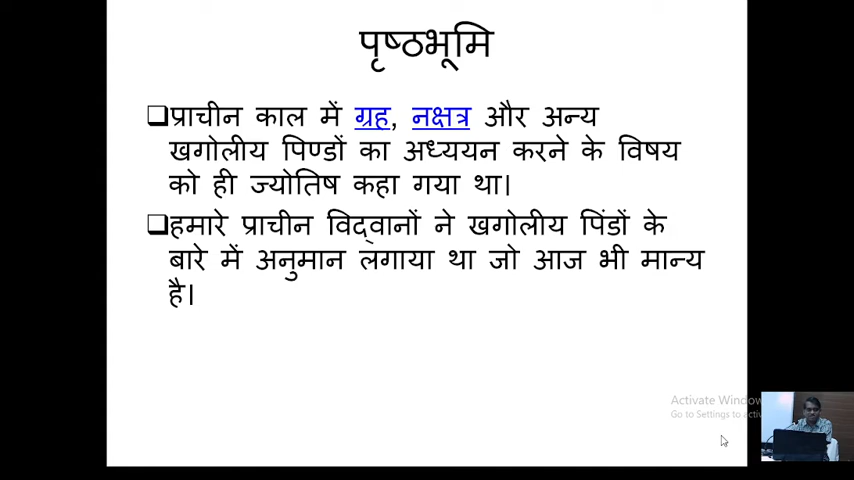 पृष्ठभूमि
❑प्राचीन काल में ग्रह, नक्षत्र और अन्य
खगोलीय पिण्डों का अध्ययन करने के विषय
को ही ज्योतिष कहा गया था।
❑हमारे प्राचीन विद्वानों ने खगोलीय पिंडों के
बारे में अनुमान लगाया था जो आज भी मान्य
है।
Activate Window
Go to Settings to activ